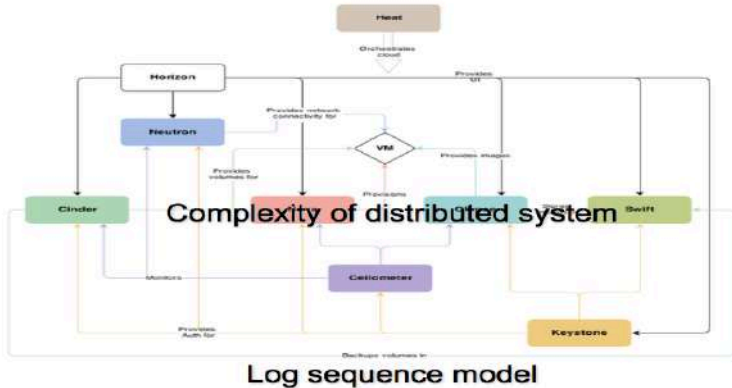 Heat
Orchestrates
cloud
Provides
UI
Horizon
Provides network
connectivity for
Neutron
VM
Provides images
Provides
volumes for
Provisions
Cinder
Complexity of distributed system
Swift
Monitors
Ceilometer
Provides
Auth for
Keystone
Backups volumes in
Log sequence model